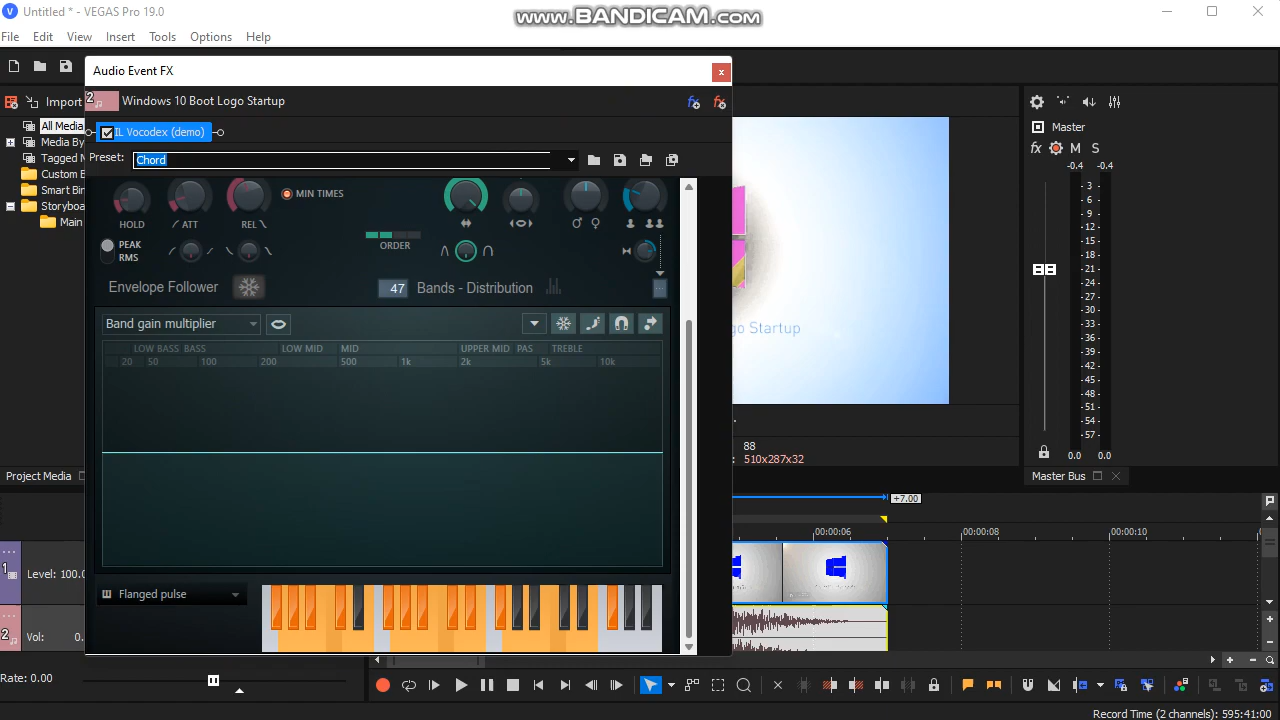 Untitled * - VEGAS Pro 19.0
www.BANDICAM.com
File Edit View Insert Tools Options Help
Audio Event FX
Import
2 Windows 10 Boot Logo Startup
All Media
IL Vocodex (demo)
Media By
Master
Tagged M
Preset: Chord
fx M S
Custom B
-0.4 -0.4
Smart Bin
MIN TIMES
Storyboa
Main
HOLD ATT REL
PEAK
RMS
ORDER
3
6
9
12
15
18
21
24
27
30
33
36
39
42
45
48
51
54
57
Envelope Follower
47 Bands - Distribution
Band gain multiplier
go Startup
LOW BASS BASS LOW MID MID UPPER MID PAS TREBLE
20 50 100 200 500 1k 2k 5k 10k
88
510x287x32
0.0 0.0
Project Media
Master Bus
+7.00
00:00:06 00:00:08 00:00:10
1
Level: 100.0
Flanged pulse
2
Vol: 0.
Rate: 0.00
Record Time (2 channels): 595:41:00